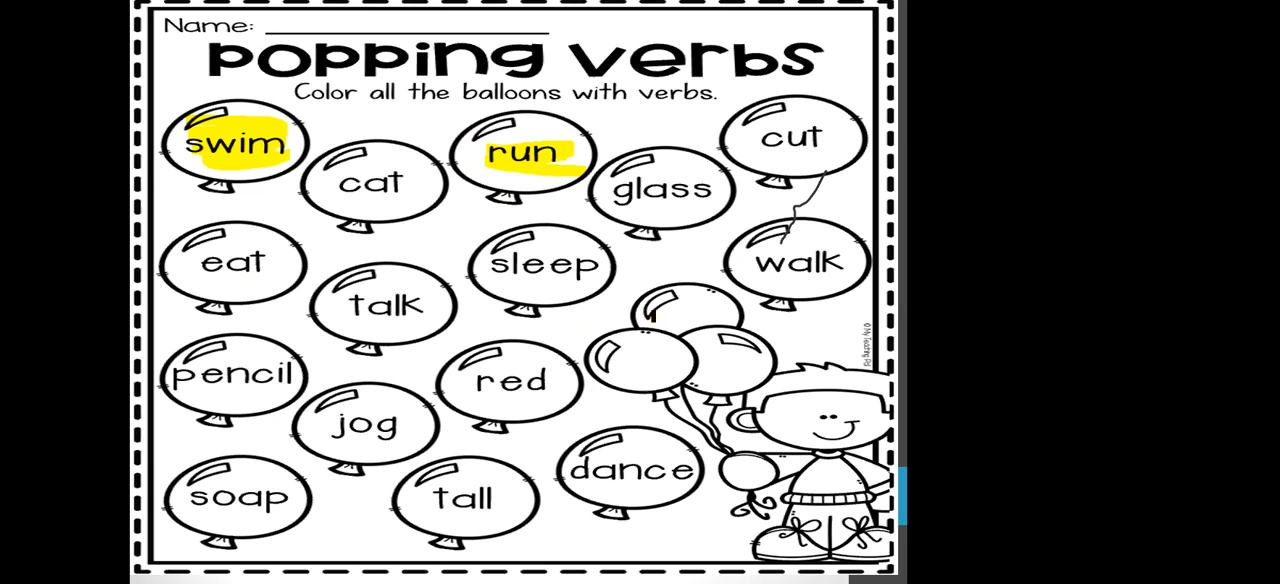 Name:
popping verbs
Color all the balloons with verbs.
swim
cat
run
glass
cut
eat
talk
sleep
walk
pencil
jog
red
soap
tall
dance